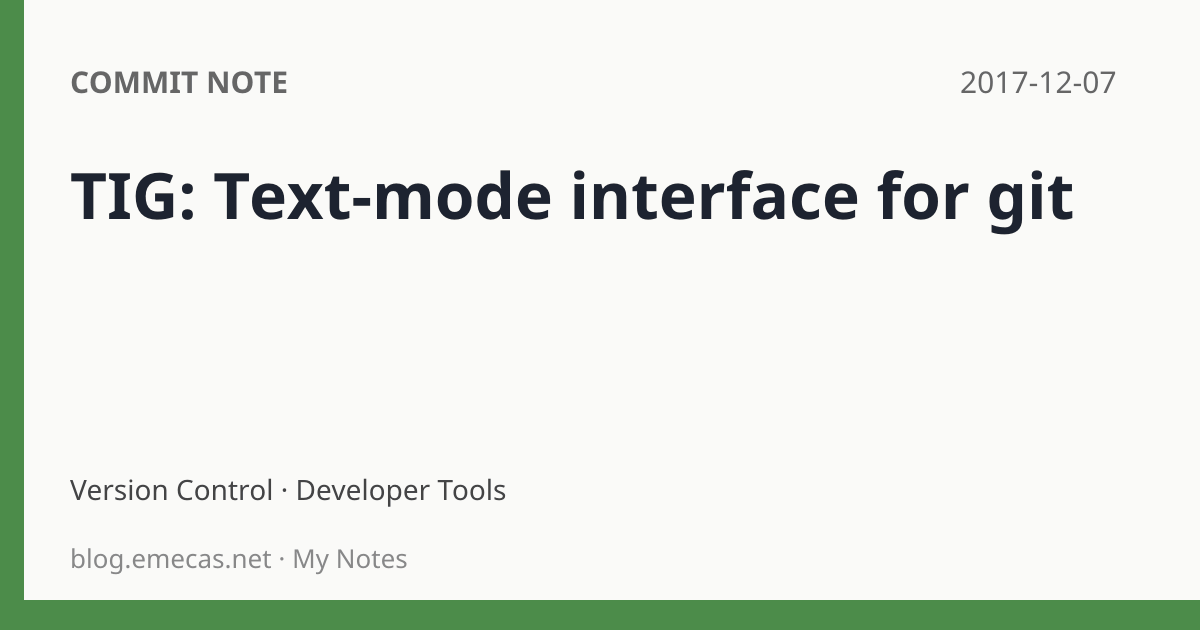 COMMIT NOTE
2017-12-07
TIG: Text-mode interface for git
Version Control · Developer Tools
blog.emecas.net · My Notes